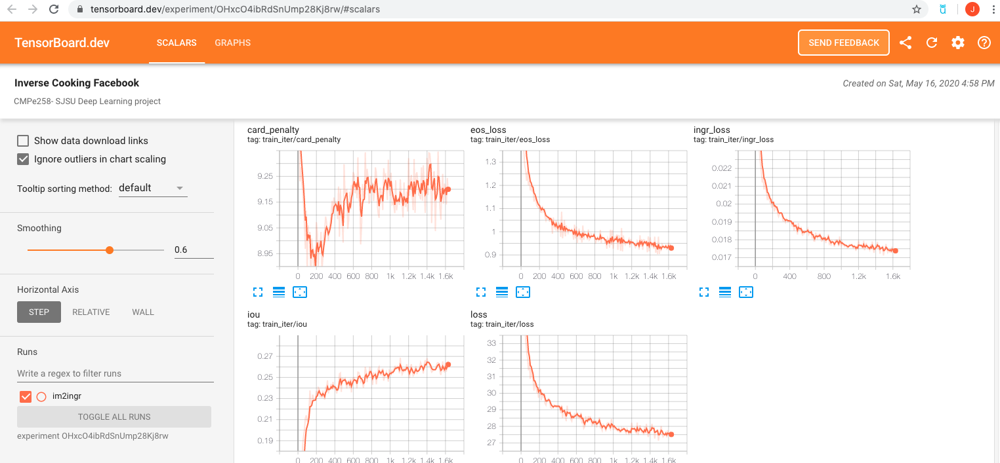 tensorboard.dev/experiment/OHxcO4ibRdSnUmp28Kj8rw/#scalars
J
TensorBoard.dev
SCALARS
GRAPHS
SEND FEEDBACK
Inverse Cooking Facebook
Created on Sat, May 16, 2020 4:58 PM
CMPe258- SJSU Deep Learning project
Show data download links
Ignore outliers in chart scaling
Tooltip sorting method: default
Smoothing
0.6
Horizontal Axis
STEP RELATIVE WALL
Runs
Write a regex to filter runs
im2ingr
TOGGLE ALL RUNS
experiment OHxcO4ibRdSnUmp28Kj8rw
card_penalty
tag: train_iter/card_penalty
9.25
9.15
9.05
8.95
0 200 400 600 800 1k 1.2k 1.4k 1.6k
eos_loss
tag: train_iter/eos_loss
1.3
1.2
1.1
1
0.9
0 200 400 600 800 1k 1.2k 1.4k 1.6k
ingr_loss
tag: train_iter/ingr_loss
0.022
0.021
0.02
0.019
0.018
0.017
0 400 800 1.2k 1.6k
iou
tag: train_iter/iou
0.27
0.25
0.23
0.21
0.19
0 200 400 600 800 1k 1.2k 1.4k 1.6k
loss
tag: train_iter/loss
33
32
31
30
29
28
27
0 200 400 600 800 1k 1.2k 1.4k 1.6k